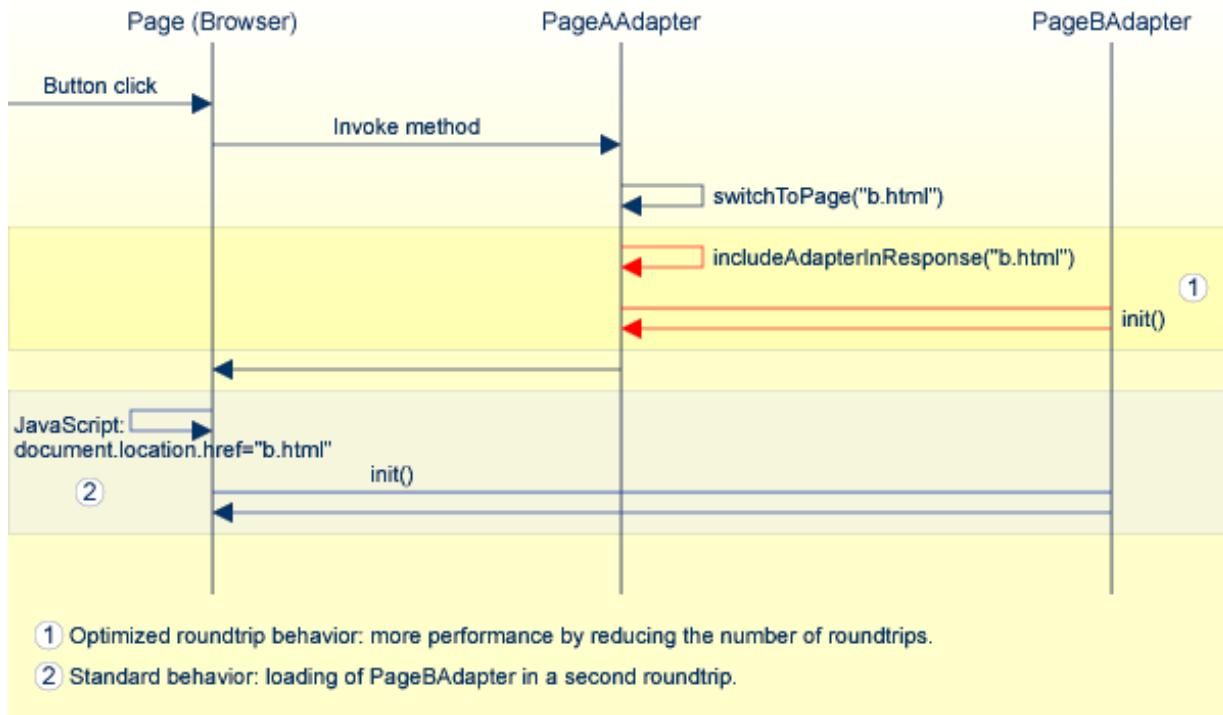 Page (Browser)
PageAAdapter
PageBAdapter
Button click
Invoke method
switchToPage("b.html")
includeAdapterInResponse("b.html")
1
init()
JavaScript:
document.location.href="b.html"
2
init()
1 Optimized roundtrip behavior: more performance by reducing the number of roundtrips.
2 Standard behavior: loading of PageBAdapter in a second roundtrip.